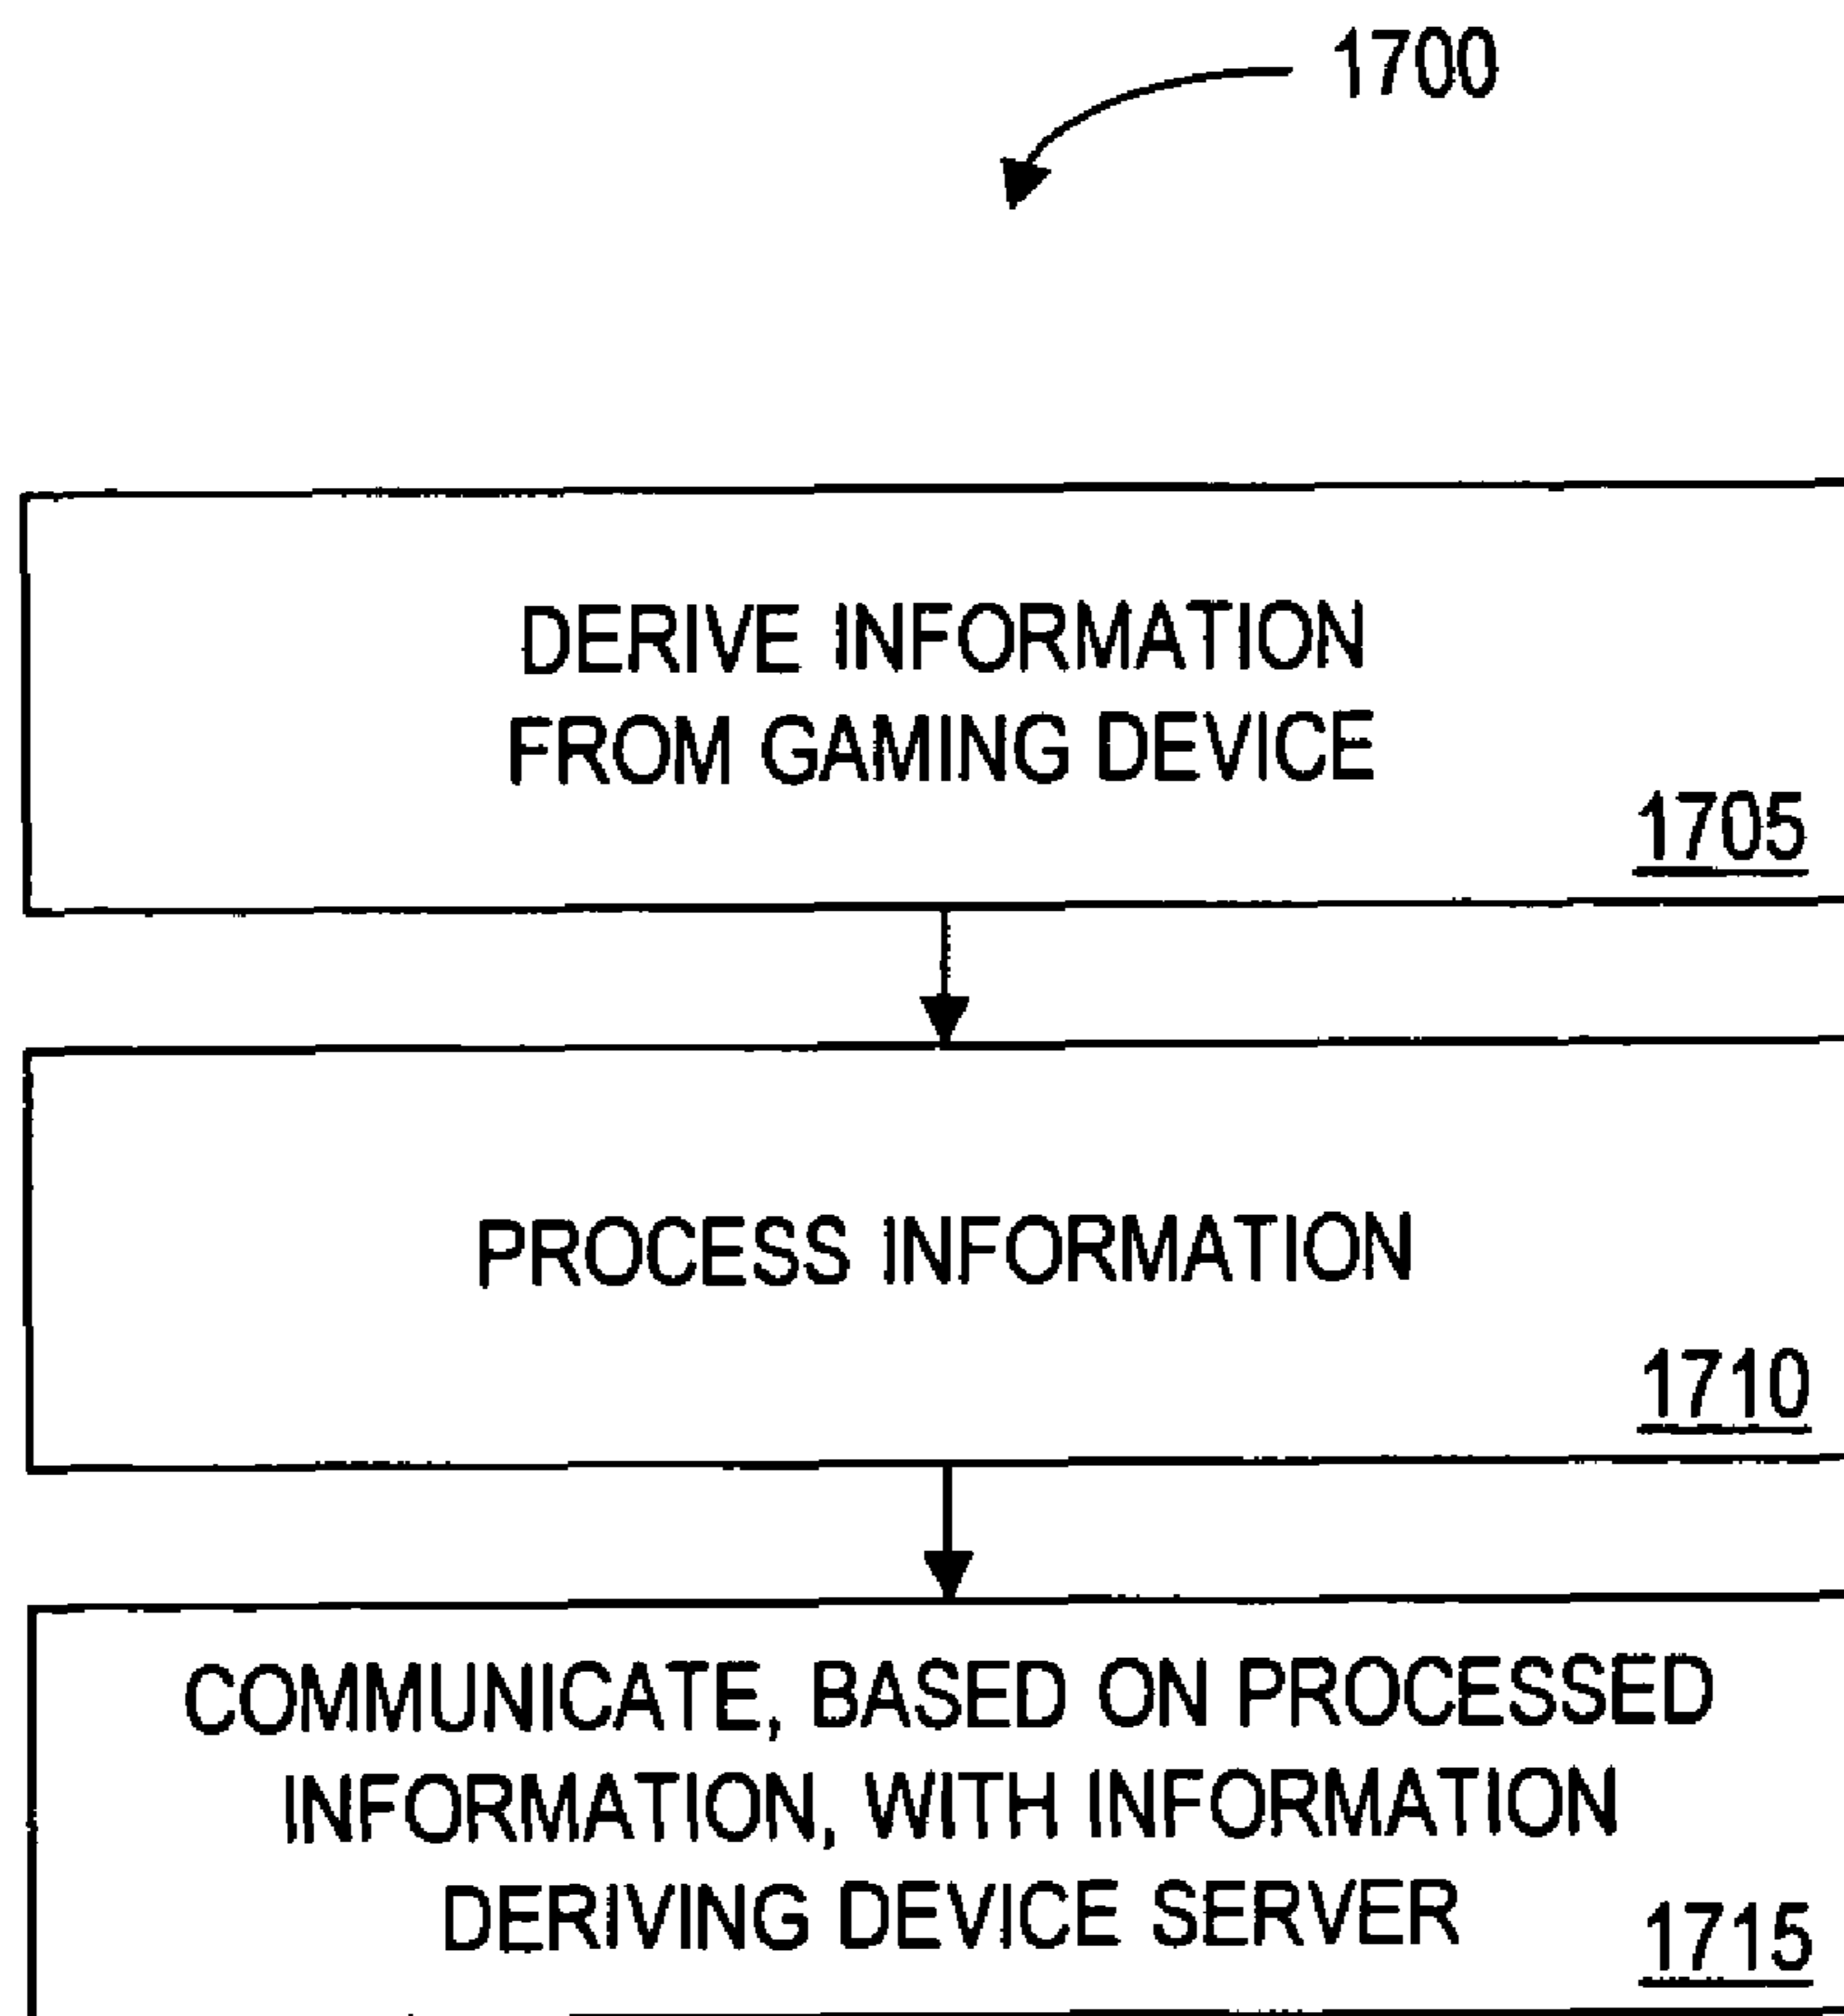 1700
DERIVE INFORMATION
FROM GAMING DEVICE
1705
PROCESS INFORMATION
1710
COMMUNICATE, BASED ON PROCESSED
INFORMATION, WITH INFORMATION
DERIVING DEVICE SERVER
1715